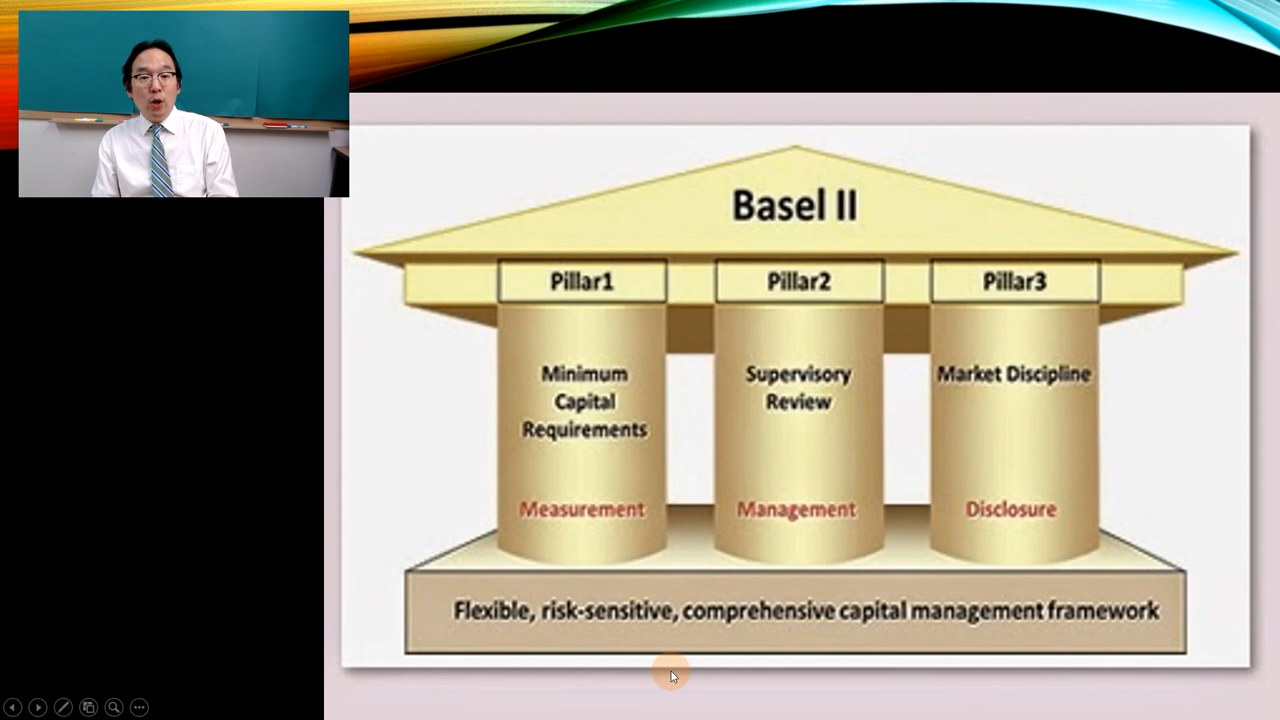 Basel II
Pillar1
Pillar2
Pillar3
Minimum
Capital
Requirements
Supervisory
Review
Market Discipline
Measurement
Management
Disclosure
Flexible, risk-sensitive, comprehensive capital management framework